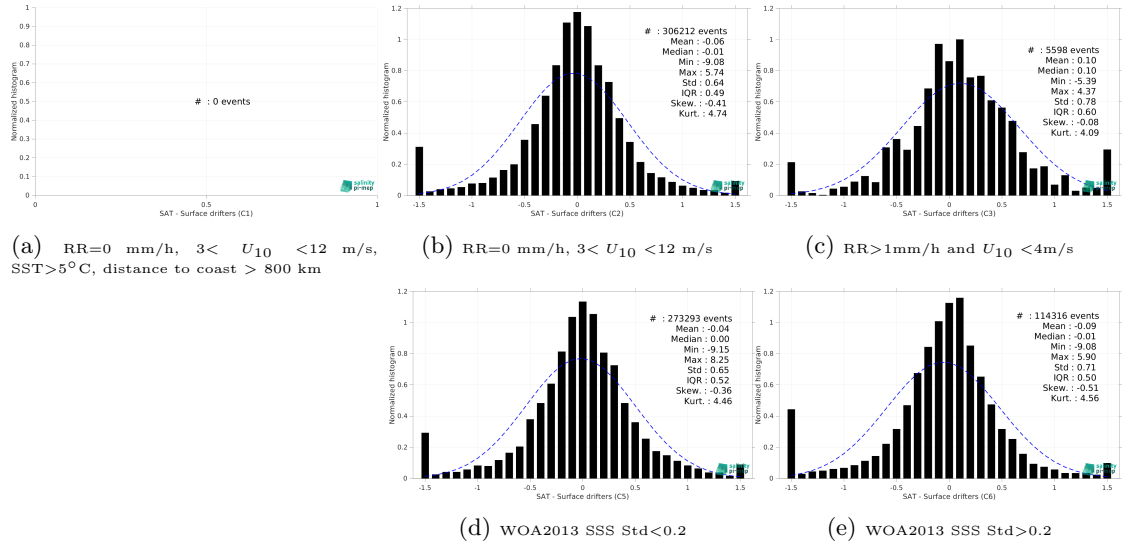 1
0.9
0.8
0.7
0.6
0.5
0.4
0.3
0.2
0.1
0
Normalized histogram
# : 0 events
0 0.5 1
SAT - Surface drifters (C1)
salinity
pi-mep
(a) RR=0 mm/h, 3< U10 <12 m/s,
SST>5°C, distance to coast > 800 km
1.2
1
0.8
0.6
0.4
0.2
0
Normalized histogram
# : 306212 events
Mean : -0.06
Median : -0.01
Min : -9.08
Max : 5.74
Std : 0.64
IQR : 0.49
Skew. : -0.41
Kurt. : 4.74
-1.5 -1 -0.5 0 0.5 1 1.5
SAT - Surface drifters (C2)
salinity
pi-mep
(b) RR=0 mm/h, 3< U10 <12 m/s
1.2
1
0.8
0.6
0.4
0.2
0
Normalized histogram
# : 5598 events
Mean : 0.10
Median : 0.10
Min : -5.39
Max : 4.37
Std : 0.78
IQR : 0.60
Skew. : -0.08
Kurt. : 4.09
-1.5 -1 -0.5 0 0.5 1 1.5
SAT - Surface drifters (C3)
salinity
pi-mep
(c) RR>1mm/h and U10 <4m/s
1.2
1
0.8
0.6
0.4
0.2
0
Normalized histogram
# : 273293 events
Mean : -0.04
Median : 0.00
Min : -9.15
Max : 8.25
Std : 0.65
IQR : 0.52
Skew. : -0.36
Kurt. : 4.46
-1.5 -1 -0.5 0 0.5 1 1.5
SAT - Surface drifters (C5)
salinity
pi-mep
(d) WOA2013 SSS Std<0.2
1.2
1
0.8
0.6
0.4
0.2
0
Normalized histogram
# : 114316 events
Mean : -0.09
Median : -0.01
Min : -9.08
Max : 5.90
Std : 0.71
IQR : 0.50
Skew. : -0.51
Kurt. : 4.56
-1.5 -1 -0.5 0 0.5 1 1.5
SAT - Surface drifters (C6)
salinity
pi-mep
(e) WOA2013 SSS Std>0.2